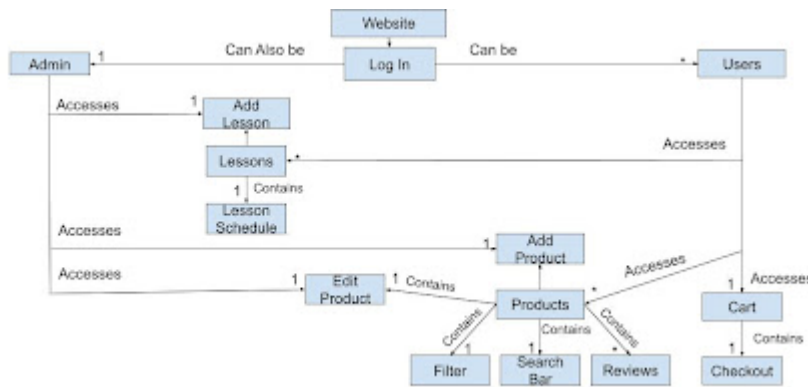 Website
Can Also be
Can be
1
*
Admin
Log In
Users
Accesses
1
Add
Lesson
Lessons
*
Accesses
1
Contains
Lesson
Schedule
Accesses
1
Add
Product
Accesses
Accesses
1
Edit
Product
1
Contains
Products
*
1
Accesses
Cart
Contains
1
Contains
1
Contains
*
Contains
1
Filter
Search
Bar
Reviews
Checkout